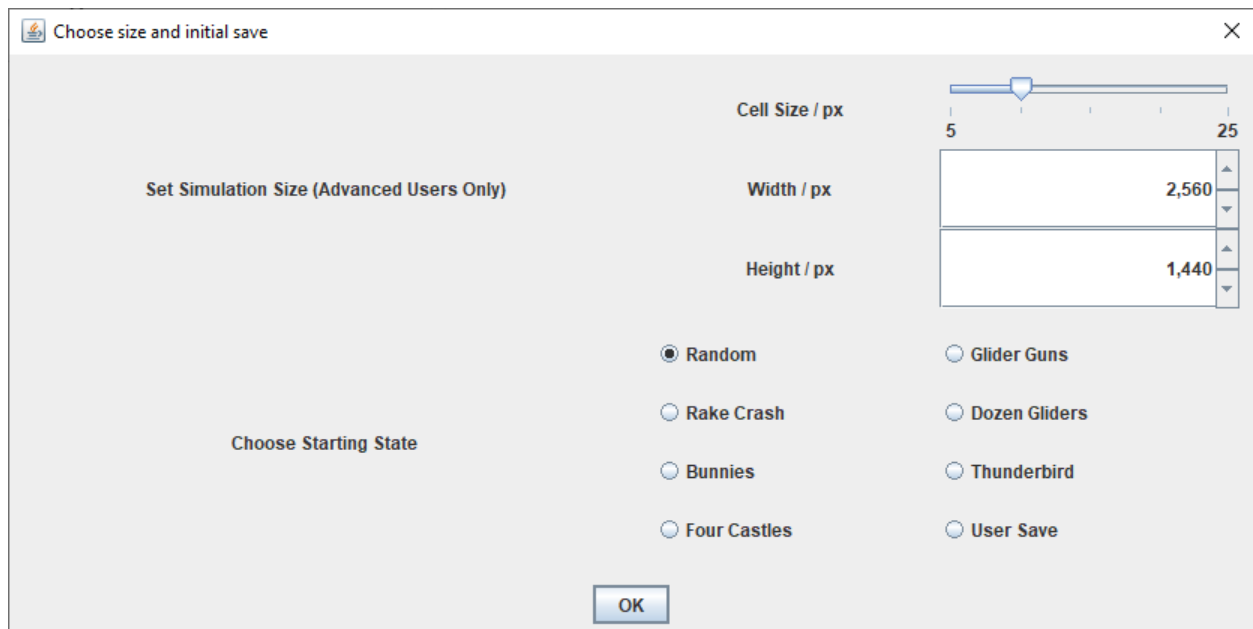 Choose size and initial save
Cell Size / px
5 25
Set Simulation Size (Advanced Users Only)
Width / px
2,560
Height / px
1,440
Choose Starting State
Random
Glider Guns
Rake Crash
Dozen Gliders
Bunnies
Thunderbird
Four Castles
User Save
OK